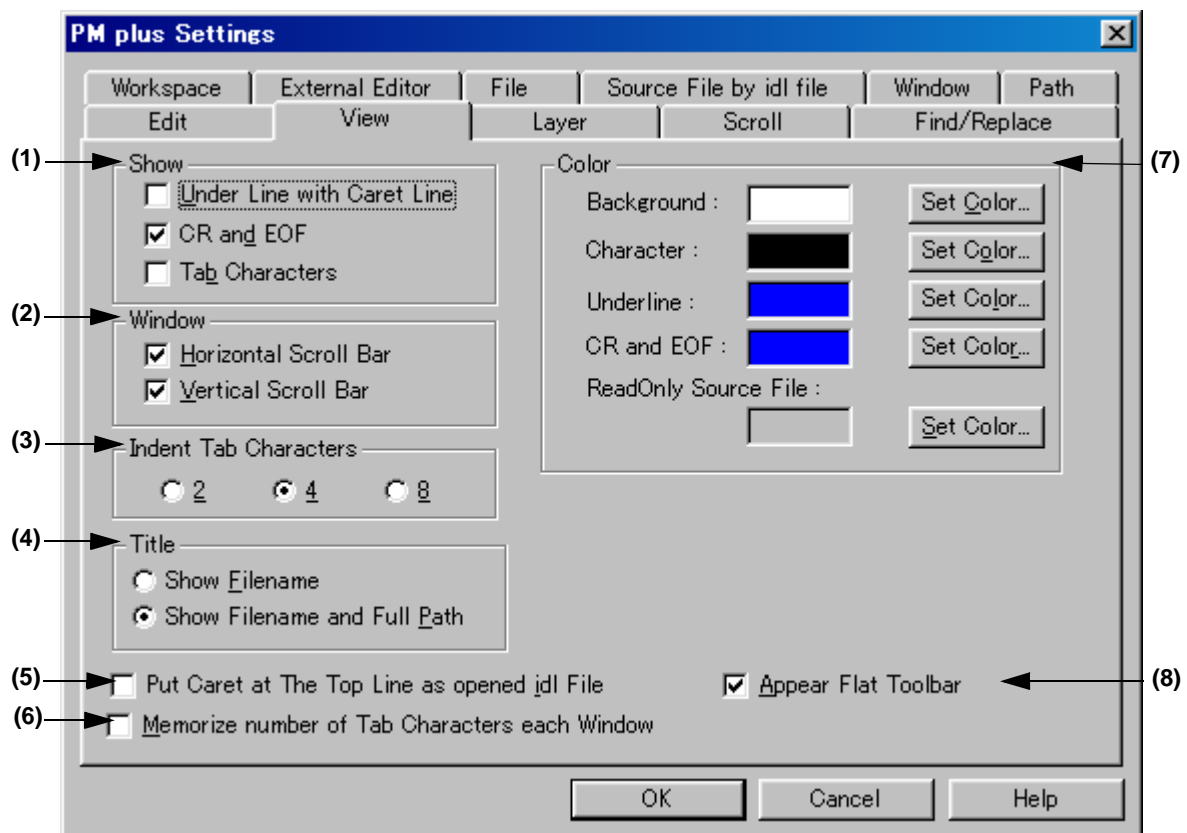 PM plus Settings
Workspace External Editor File Source File by idl file Window Path
Edit View Layer Scroll Find/Replace
(1) Show
Under Line with Caret Line
CR and EOF
Tab Characters
(2) Window
Horizontal Scroll Bar
Vertical Scroll Bar
(3) Indent Tab Characters
2 4 8
(4) Title
Show Filename
Show Filename and Full Path
(5) Put Caret at The Top Line as opened idl File
(6) Memorize number of Tab Characters each Window
Color (7)
Background : Set Color...
Character : Set Color...
Underline : Set Color...
CR and EOF : Set Color...
ReadOnly Source File :
Set Color...
Appear Flat Toolbar (8)
OK Cancel Help